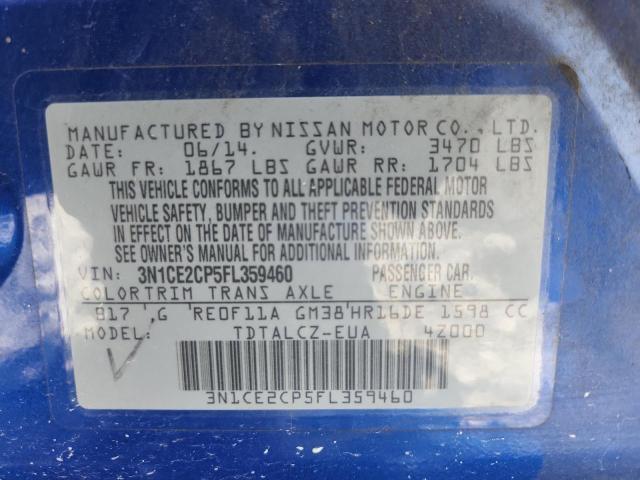 MANUFACTURED BY NISSAN MOTOR CO., LTD.
DATE: 06/14. GVWR: 3470 LBS
GAWR FR: 1867 LBS GAWR RR: 1704 LBS
THIS VEHICLE CONFORMS TO ALL APPLICABLE FEDERAL MOTOR
VEHICLE SAFETY, BUMPER AND THEFT PREVENTION STANDARDS
IN EFFECT ON THE DATE OF MANUFACTURE SHOWN ABOVE.
SEE OWNER'S MANUAL FOR ADDITIONAL INFORMATION.
VIN: 3N1CE2CP5FL359460 PASSENGER CAR.
COLORTRIM TRANS AXLE ENGINE
B17 ,G 'RE0F11A GM38'HR16DE 1598 CC
MODEL: TDTALCZ-EUA 4Z000
3N1CE2CP5FL359460